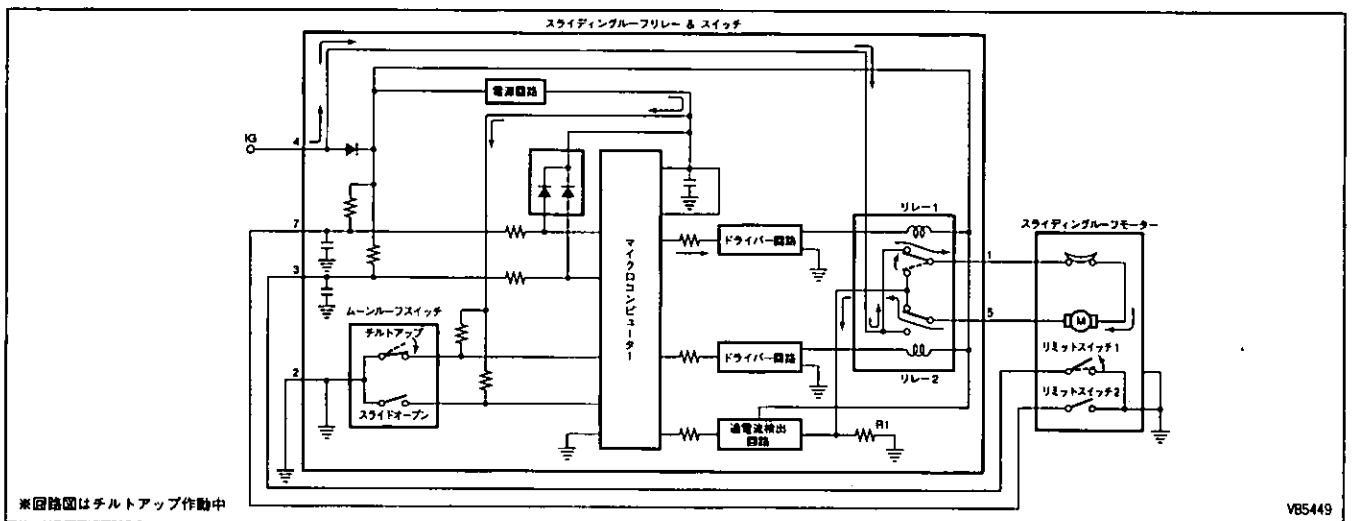 スライディングルーフリレー & スイッチ
電源回路
IG
4
7
3
2
ムーンルーフスイッチ
チルトアップ
スライドオープン
マイクロコンピューター
ドライバー回路
ドライバー回路
過電流検出
回路
R1
リレー1
リレー2
1
5
スライディングルーフモーター
M
リミットスイッチ1
リミットスイッチ2
※回路図はチルトアップ作動中
V85449